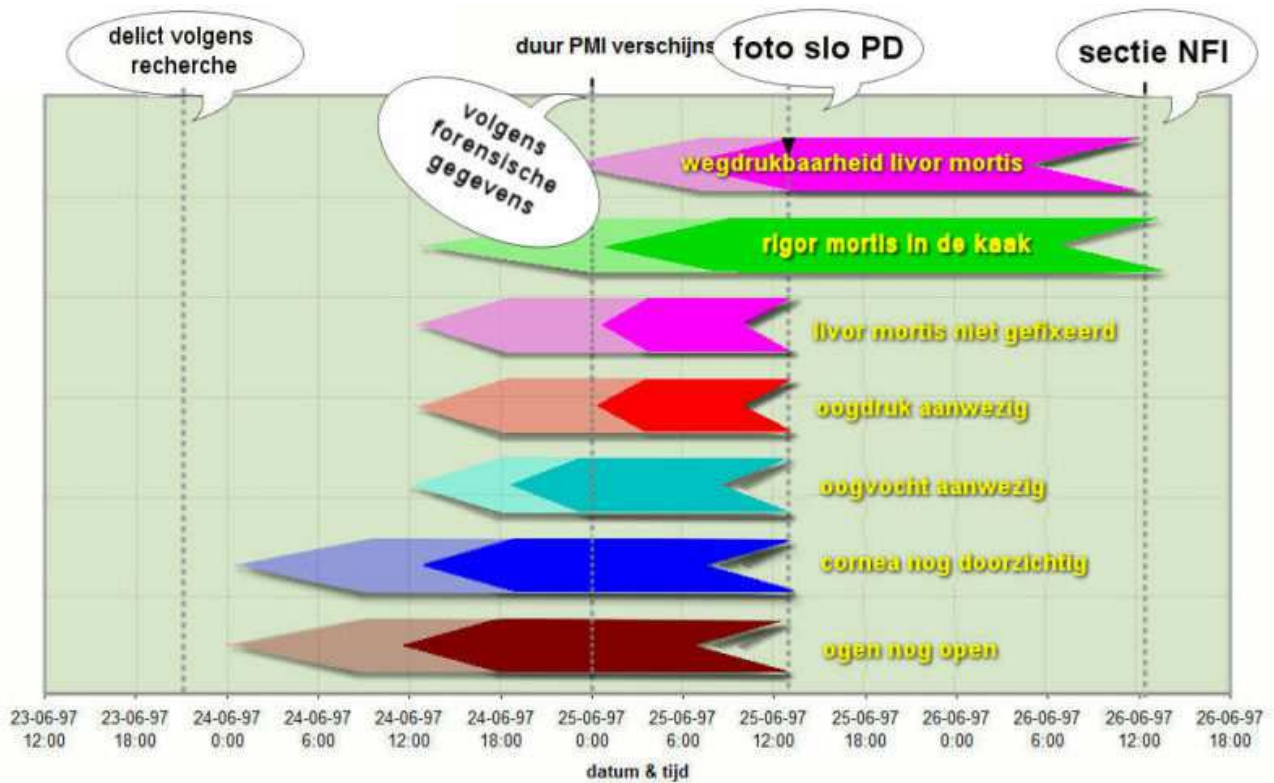 delict volgens
recherche
duur PMI verschijns
foto slo PD
sectie NFI
volgens
forensische
gegevens
wegdrukbaarheid livor mortis
rigor mortis in de kaak
livor mortis niet gefixeerd
oogdruk aanwezig
oogvocht aanwezig
cornea nog doorzichtig
ogen nog open
23-06-97 23-06-97 24-06-97 24-06-97 24-06-97 24-06-97 25-06-97 25-06-97 25-06-97 25-06-97 26-06-97 26-06-97 26-06-97 26-06-97
12:00 18:00 0:00 6:00 12:00 18:00 0:00 6:00 12:00 18:00 0:00 6:00 12:00 18:00
datum & tijd